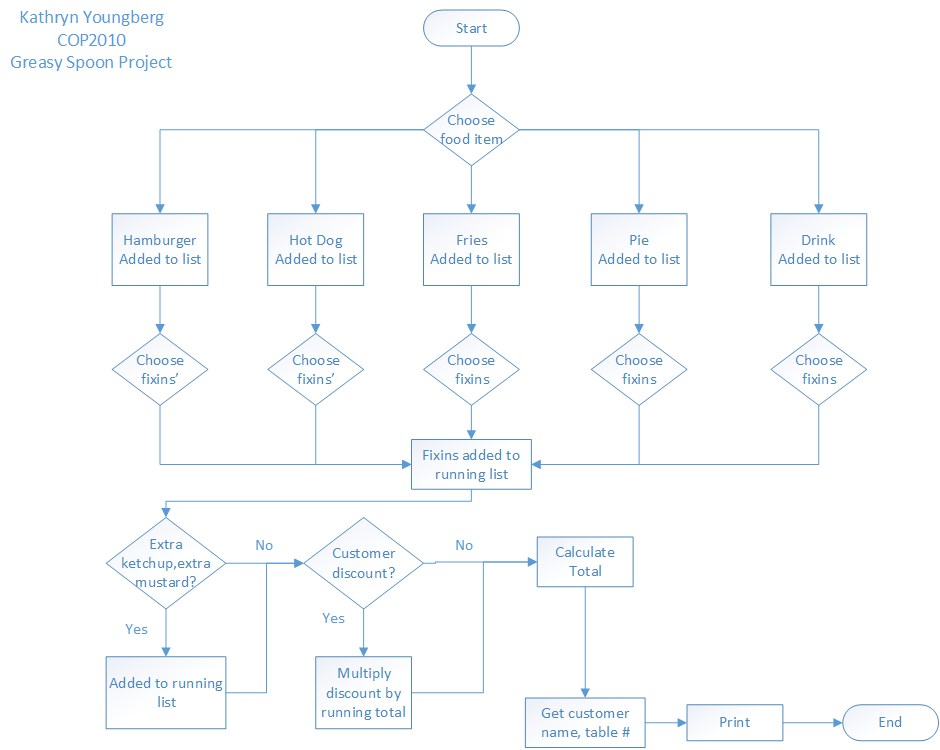 Kathryn Youngberg
COP2010
Greasy Spoon Project
Start
Choose
food item
Hamburger
Added to list
Hot Dog
Added to list
Fries
Added to list
Pie
Added to list
Drink
Added to list
Choose
fixins’
Choose
fixins’
Choose
fixins
Choose
fixins
Choose
fixins
Fixins added to
running list
Extra
ketchup,extra
mustard?
No
Customer
discount?
No
Calculate
Total
Yes
Yes
Added to running
list
Multiply
discount by
running total
Get customer
name, table #
Print
End